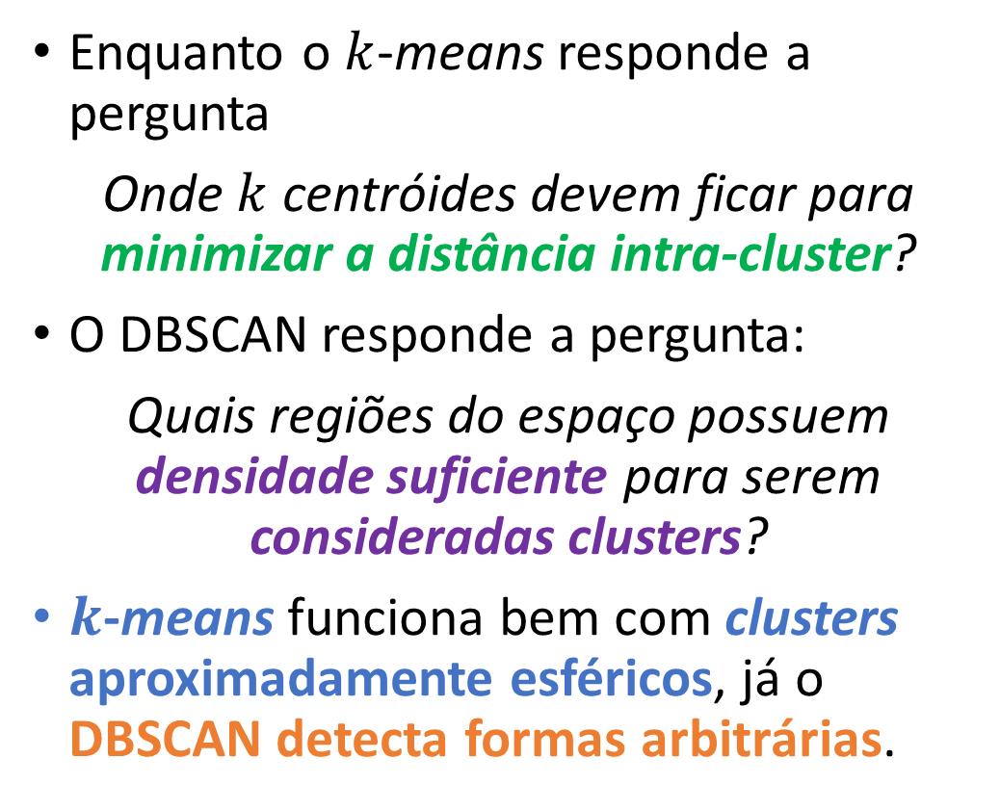 • Enquanto o k-means responde a
pergunta
Onde k centróides devem ficar para
minimizar a distância intra-cluster?
• O DBSCAN responde a pergunta:
Quais regiões do espaço possuem
densidade suficiente para serem
consideradas clusters?
• k-means funciona bem com clusters
aproximadamente esféricos, já o
DBSCAN detecta formas arbitrárias.